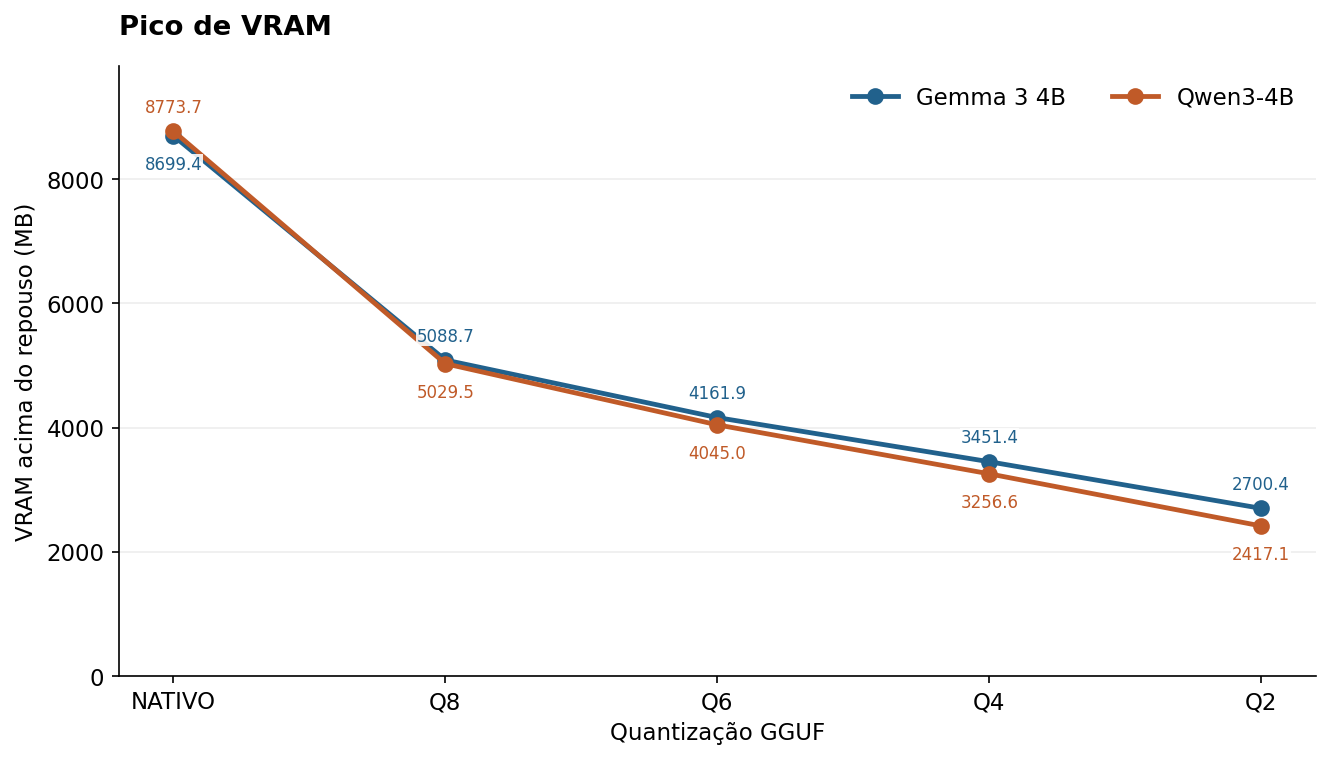 Pico de VRAM
Gemma 3 4B
Qwen3-4B
8773.7
8699.4
5088.7
5029.5
4161.9
4045.0
3451.4
3256.6
2700.4
2417.1
VRAM acima do repouso (MB)
8000
6000
4000
2000
0
NATIVO
Q8
Q6
Q4
Q2
Quantização GGUF